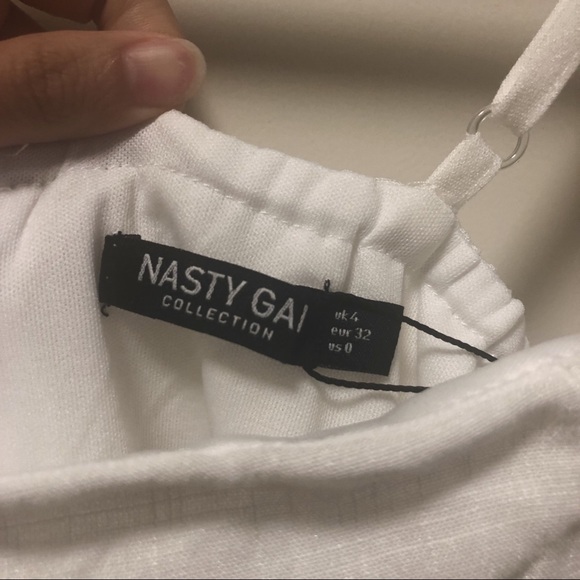 NASTY GAL
COLLECTION
uk 4
eur 32
us 0